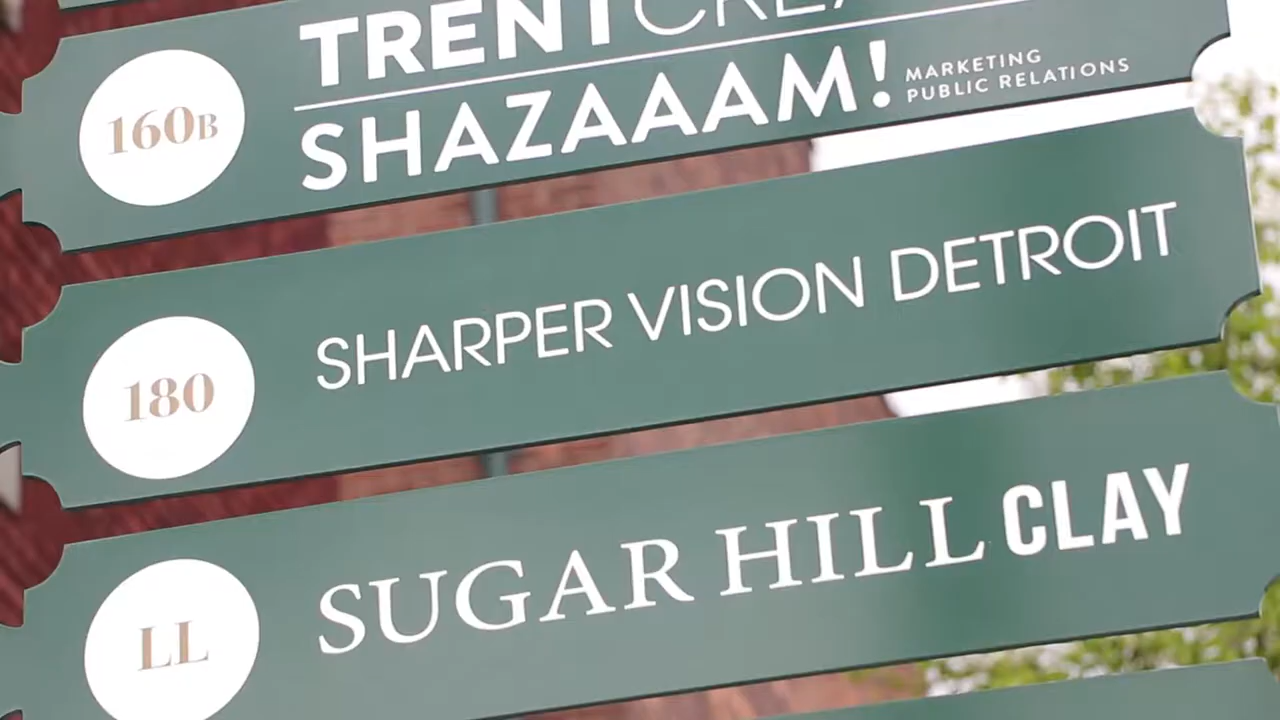 TRENT
160B
SHAZAAAM! MARKETING
PUBLIC RELATIONS
180 SHARPER VISION DETROIT
LL SUGAR HILL CLAY